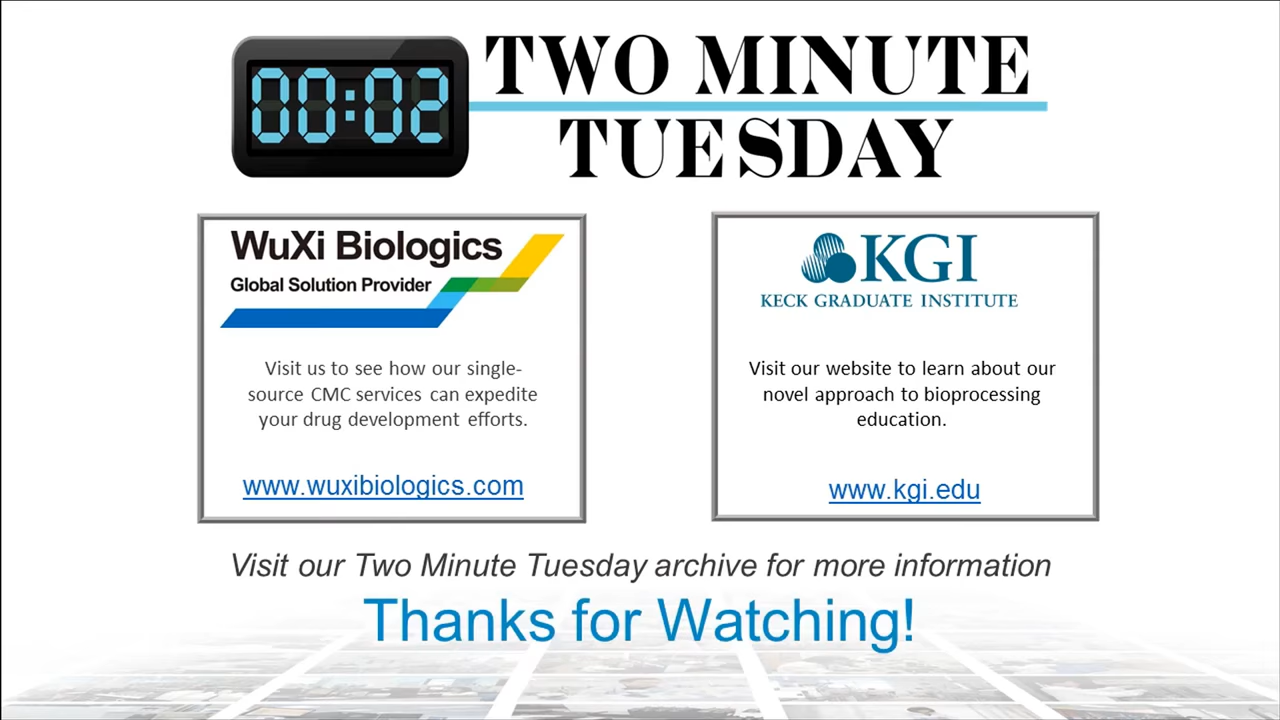 00:02
TWO MINUTE
TUESDAY
WuXi Biologics
Global Solution Provider
Visit us to see how our single-
source CMC services can expedite
your drug development efforts.
www.wuxibiologics.com
KGI
KECK GRADUATE INSTITUTE
Visit our website to learn about our
novel approach to bioprocessing
education.
www.kgi.edu
Visit our Two Minute Tuesday archive for more information
Thanks for Watching!